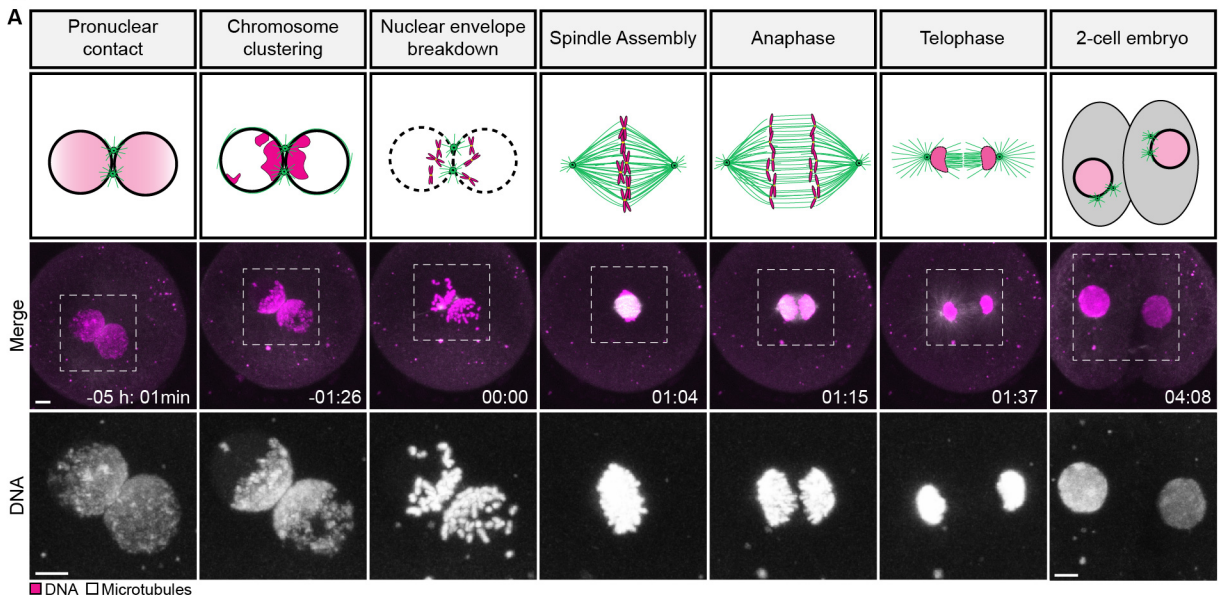 A
Pronuclear
contact
Chromosome
clustering
Nuclear envelope
breakdown
Spindle Assembly
Anaphase
Telophase
2-cell embryo
Merge
-05 h: 01min
-01:26
00:00
01:04
01:15
01:37
04:08
DNA
DNA Microtubules